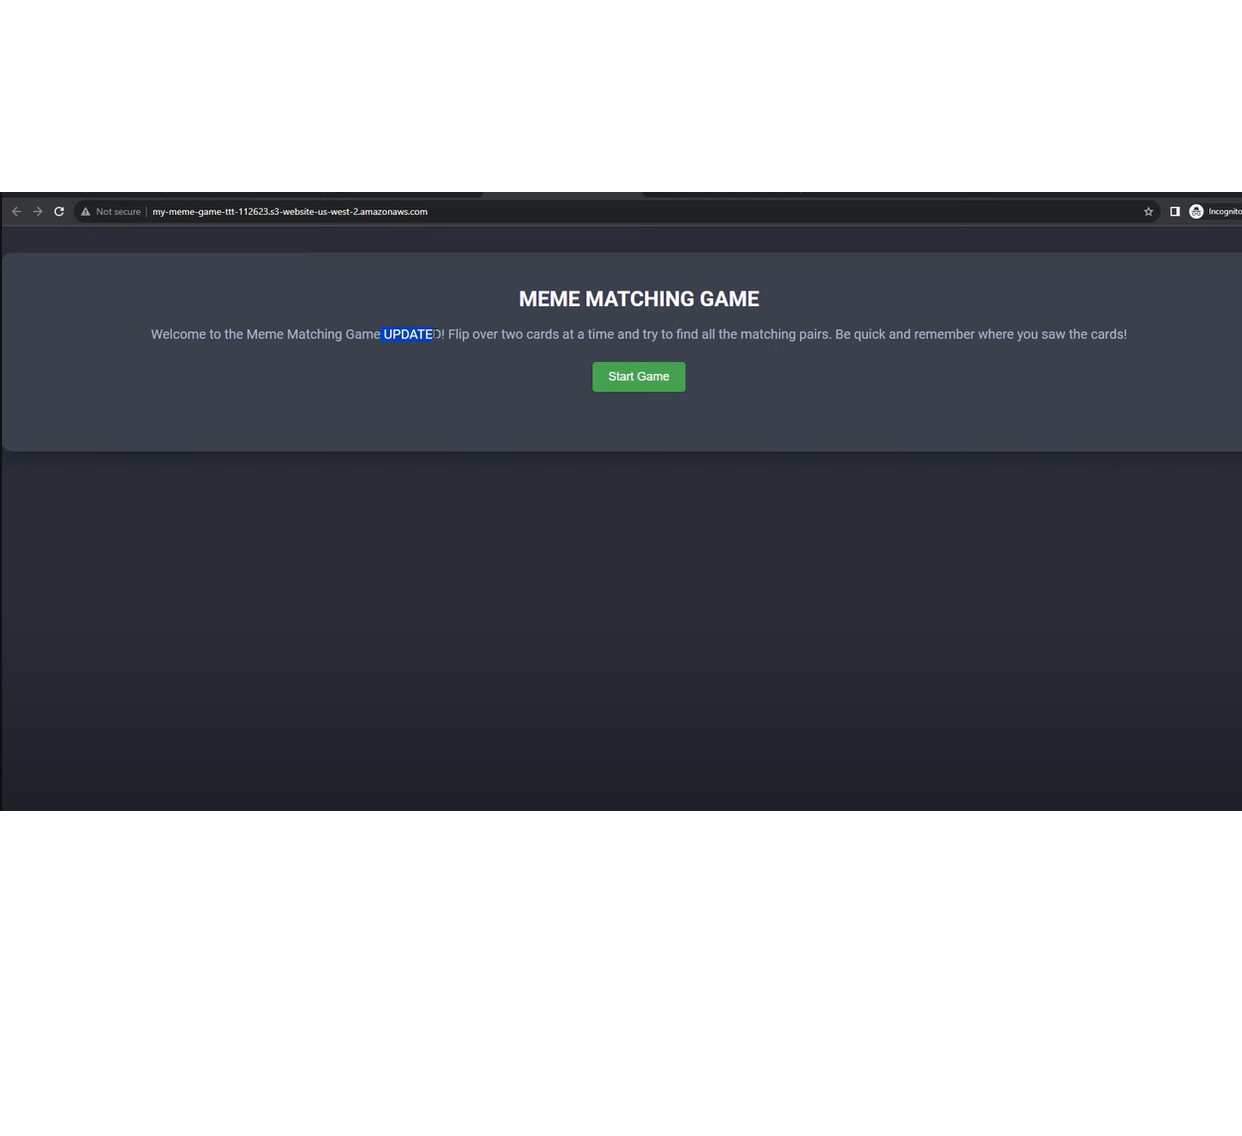 Not secure | my-meme-game-ttt-112623.s3-website-us-west-2.amazonaws.com Incognito
MEME MATCHING GAME
Welcome to the Meme Matching Game UPDATED! Flip over two cards at a time and try to find all the matching pairs. Be quick and remember where you saw the cards!
Start Game